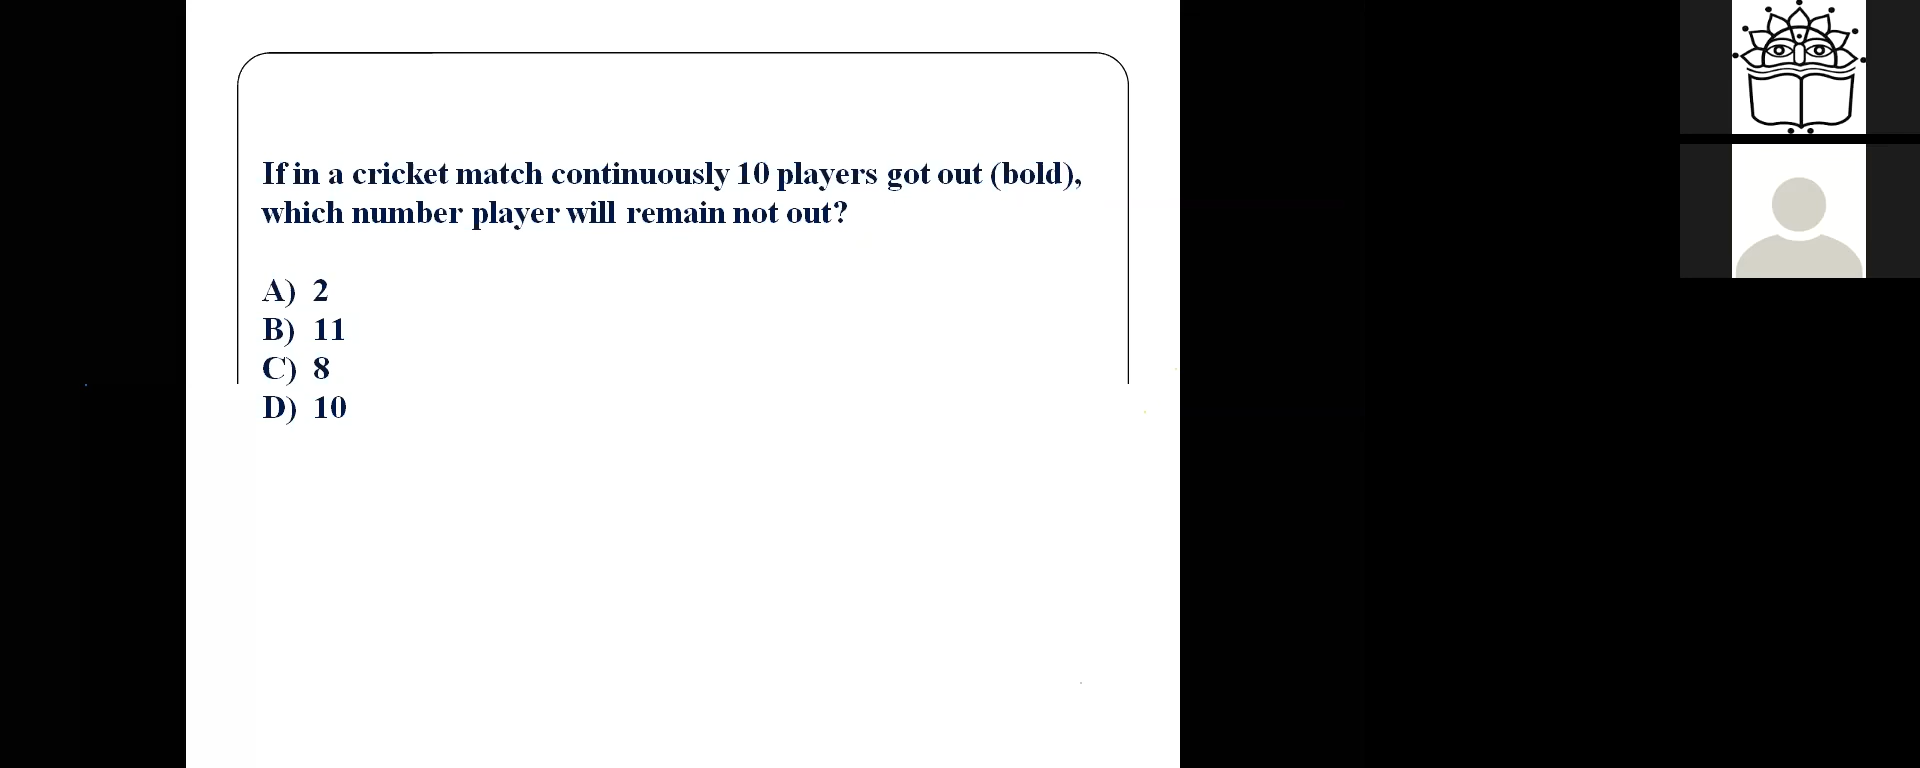 If in a cricket match continuously 10 players got out (bold),
which number player will remain not out?
A) 2
B) 11
C) 8
D) 10